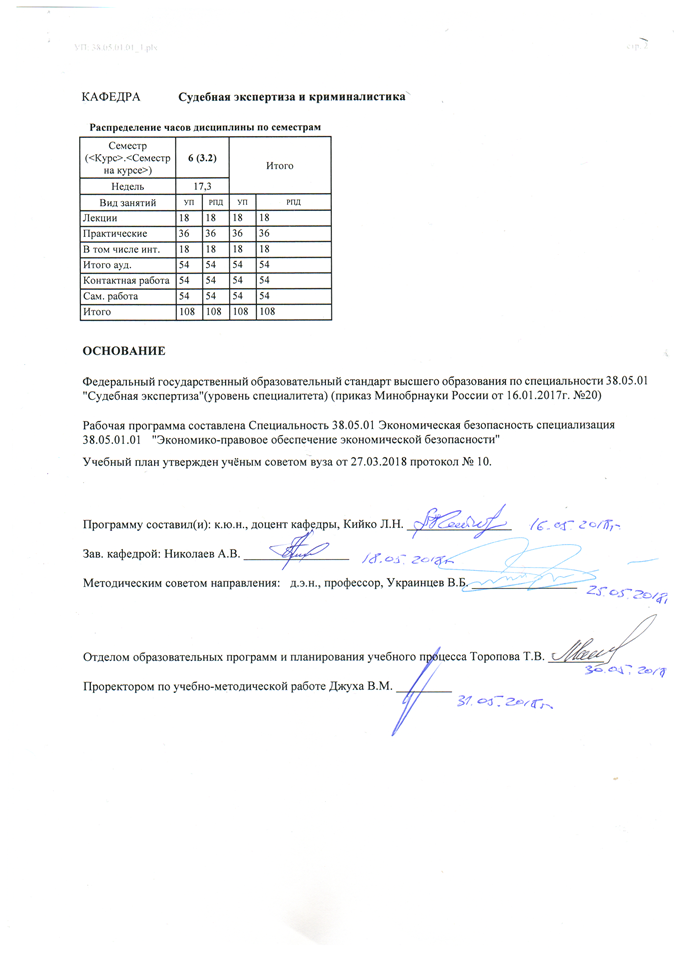 УП: 38.05.01.01_1.plx стр. 2
КАФЕДРА Судебная экспертиза и криминалистика
Распределение часов дисциплины по семестрам
Семестр (<Курс>.<Семестр на курсе>) 6 (3.2) Итого
Недель 17,3
Вид занятий УП РПД УП РПД
Лекции 18 18 18 18
Практические 36 36 36 36
В том числе инт. 18 18 18 18
Итого ауд. 54 54 54 54
Контактная работа 54 54 54 54
Сам. работа 54 54 54 54
Итого 108 108 108 108
ОСНОВАНИЕ
Федеральный государственный образовательный стандарт высшего образования по специальности 38.05.01
"Судебная экспертиза"(уровень специалитета) (приказ Минобрнауки России от 16.01.2017г. №20)
Рабочая программа составлена Специальность 38.05.01 Экономическая безопасность специализация
38.05.01.01 "Экономико-правовое обеспечение экономической безопасности"
Учебный план утвержден учёным советом вуза от 27.03.2018 протокол № 10.
Программу составил(и): к.ю.н., доцент кафедры, Кийко Л.Н. 16.05.2018г.
Зав. кафедрой: Николаев А.В. 18.05.2018г.
Методическим советом направления: д.э.н., профессор, Украинцев В.Б. 25.05.2018г.
Отделом образовательных программ и планирования учебного процесса Торопова Т.В. 30.05.2018
Проректором по учебно-методической работе Джуха В.М. 31.05.2018г.